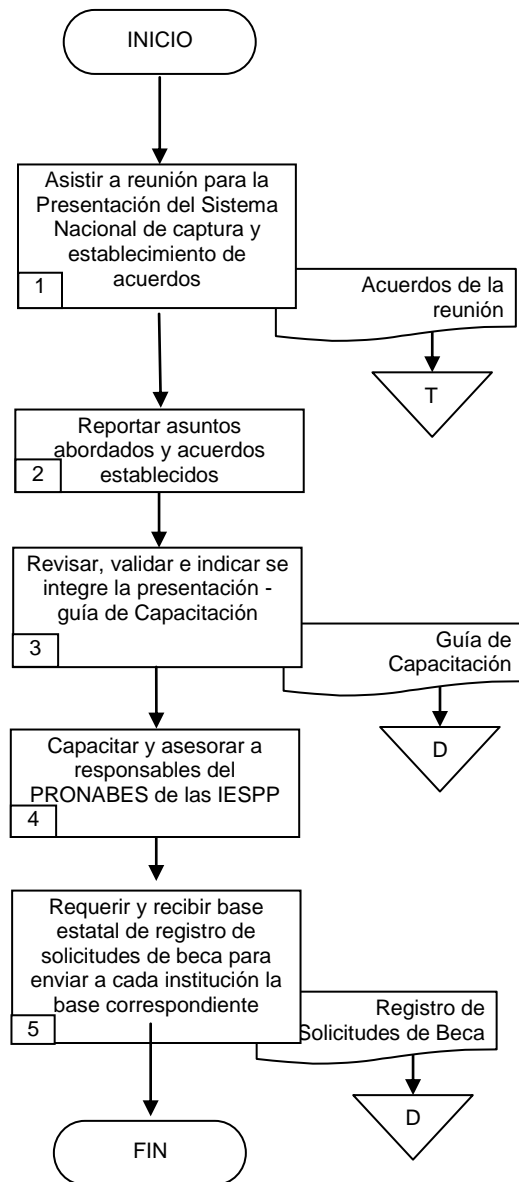 INICIO
Asistir a reunión para la
Presentación del Sistema
Nacional de captura y
establecimiento de
acuerdos
1
Acuerdos de la
reunión
T
Reportar asuntos
abordados y acuerdos
establecidos
2
Revisar, validar e indicar se
integre la presentación -
guía de Capacitación
3
Guía de
Capacitación
D
Capacitar y asesorar a
responsables del
PRONABES de las IESPP
4
Requerir y recibir base
estatal de registro de
solicitudes de beca para
enviar a cada institución la
base correspondiente
5
Registro de
Solicitudes de Beca
D
FIN